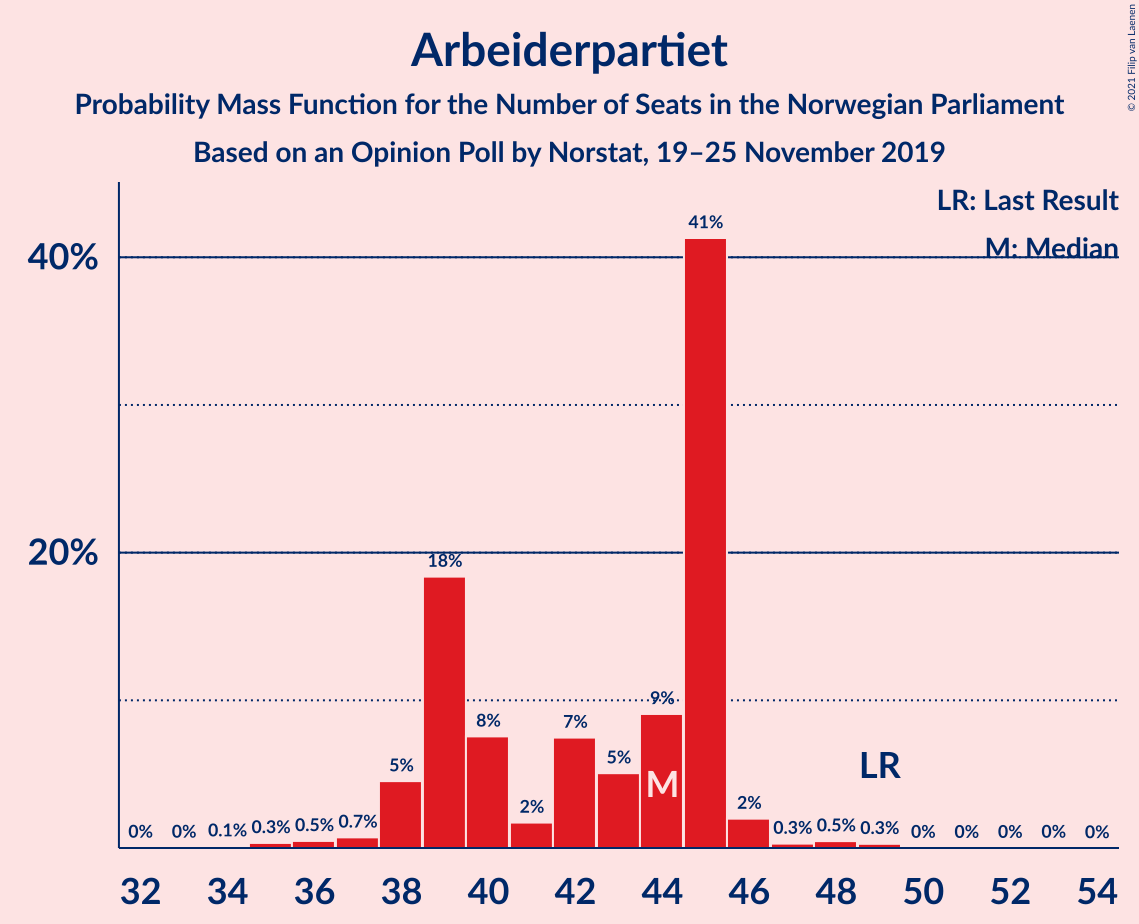 Arbeiderpartiet
Probability Mass Function for the Number of Seats in the Norwegian Parliament
Based on an Opinion Poll by Norstat, 19–25 November 2019
© 2021 Filip van Laenen
LR: Last Result
M: Median
40%
20%
0% 0% 0.1% 0.3% 0.5% 0.7% 5% 18% 8% 2% 7% 5% 9% 41% 2% 0.3% 0.5% 0.3% 0% 0% 0% 0% 0%
M
LR
32 34 36 38 40 42 44 46 48 50 52 54